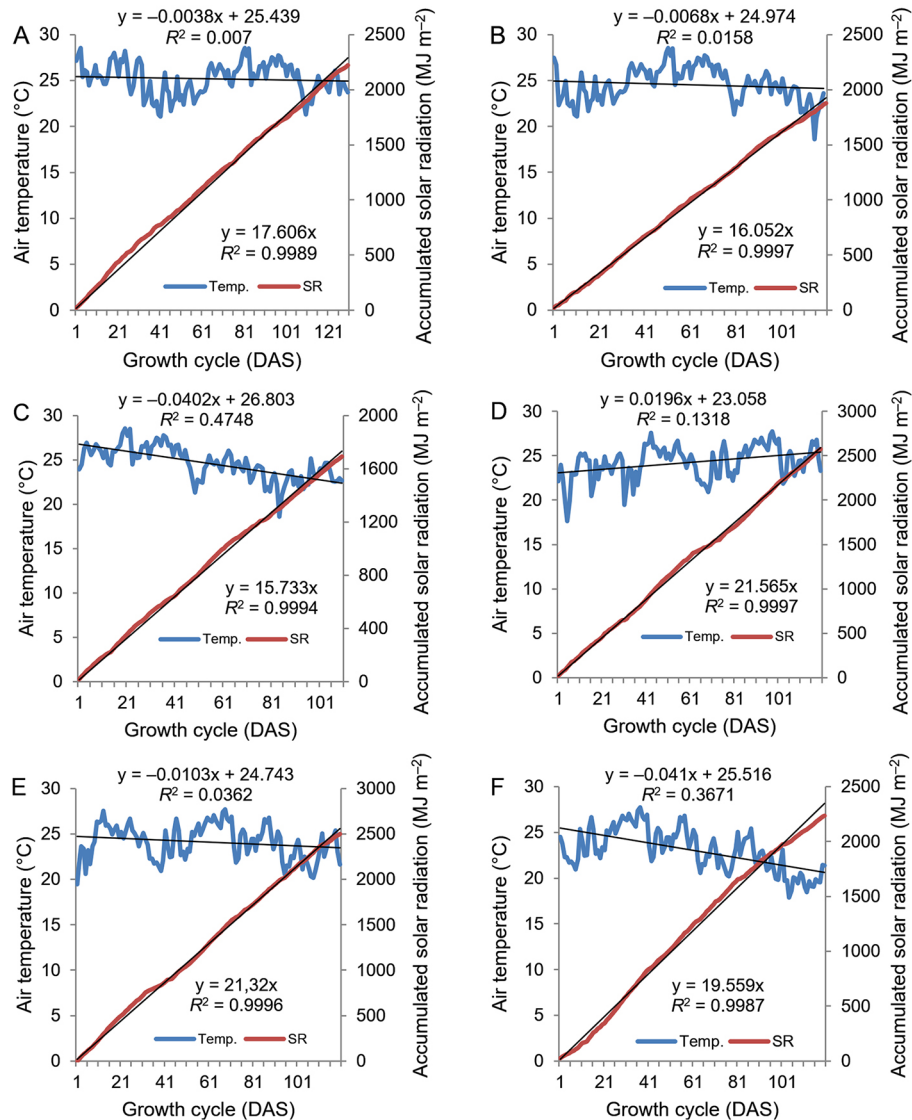 A
y = –0.0038x + 25.439
R² = 0.007
30
25
20
15
10
5
0
Air temperature (°C)
2500
2000
1500
1000
500
0
Accumulated solar radiation (MJ m⁻²)
y = 17.606x
R² = 0.9989
Temp. SR
1 21 41 61 81 101 121
Growth cycle (DAS)
B
y = –0.0068x + 24.974
R² = 0.0158
30
25
20
15
10
5
0
Air temperature (°C)
2500
2000
1500
1000
500
0
Accumulated solar radiation (MJ m⁻²)
y = 16.052x
R² = 0.9997
Temp. SR
1 21 41 61 81 101
Growth cycle (DAS)
C
y = –0.0402x + 26.803
R² = 0.4748
30
25
20
15
10
5
0
Air temperature (°C)
2000
1600
1200
800
400
0
Accumulated solar radiation (MJ m⁻²)
y = 15.733x
R² = 0.9994
Temp. SR
1 21 41 61 81 101
Growth cycle (DAS)
D
y = 0.0196x + 23.058
R² = 0.1318
30
25
20
15
10
5
0
Air temperature (°C)
3000
2500
2000
1500
1000
500
0
Accumulated solar radiation (MJ m⁻²)
y = 21.565x
R² = 0.9997
Temp. SR
1 21 41 61 81 101
Growth cycle (DAS)
E
y = –0.0103x + 24.743
R² = 0.0362
30
25
20
15
10
5
0
Air temperature (°C)
3000
2500
2000
1500
1000
500
0
Accumulated solar radiation (MJ m⁻²)
y = 21,32x
R² = 0.9996
Temp. SR
1 21 41 61 81 101
Growth cycle (DAS)
F
y = –0.041x + 25.516
R² = 0.3671
30
25
20
15
10
5
0
Air temperature (°C)
2500
2000
1500
1000
500
0
Accumulated solar radiation (MJ m⁻²)
y = 19.559x
R² = 0.9987
Temp. SR
1 21 41 61 81 101
Growth cycle (DAS)